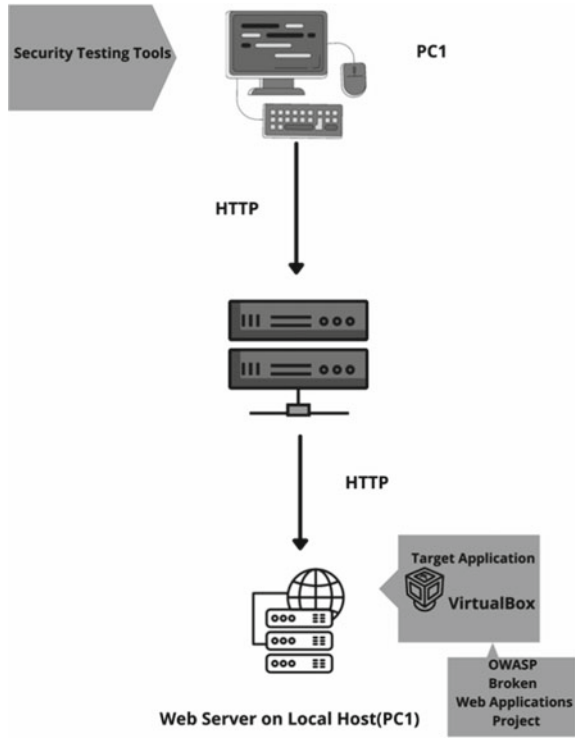 Security Testing Tools
PC1
HTTP
HTTP
Target Application
VirtualBox
OWASP
Broken
Web Applications
Project
Web Server on Local Host(PC1)